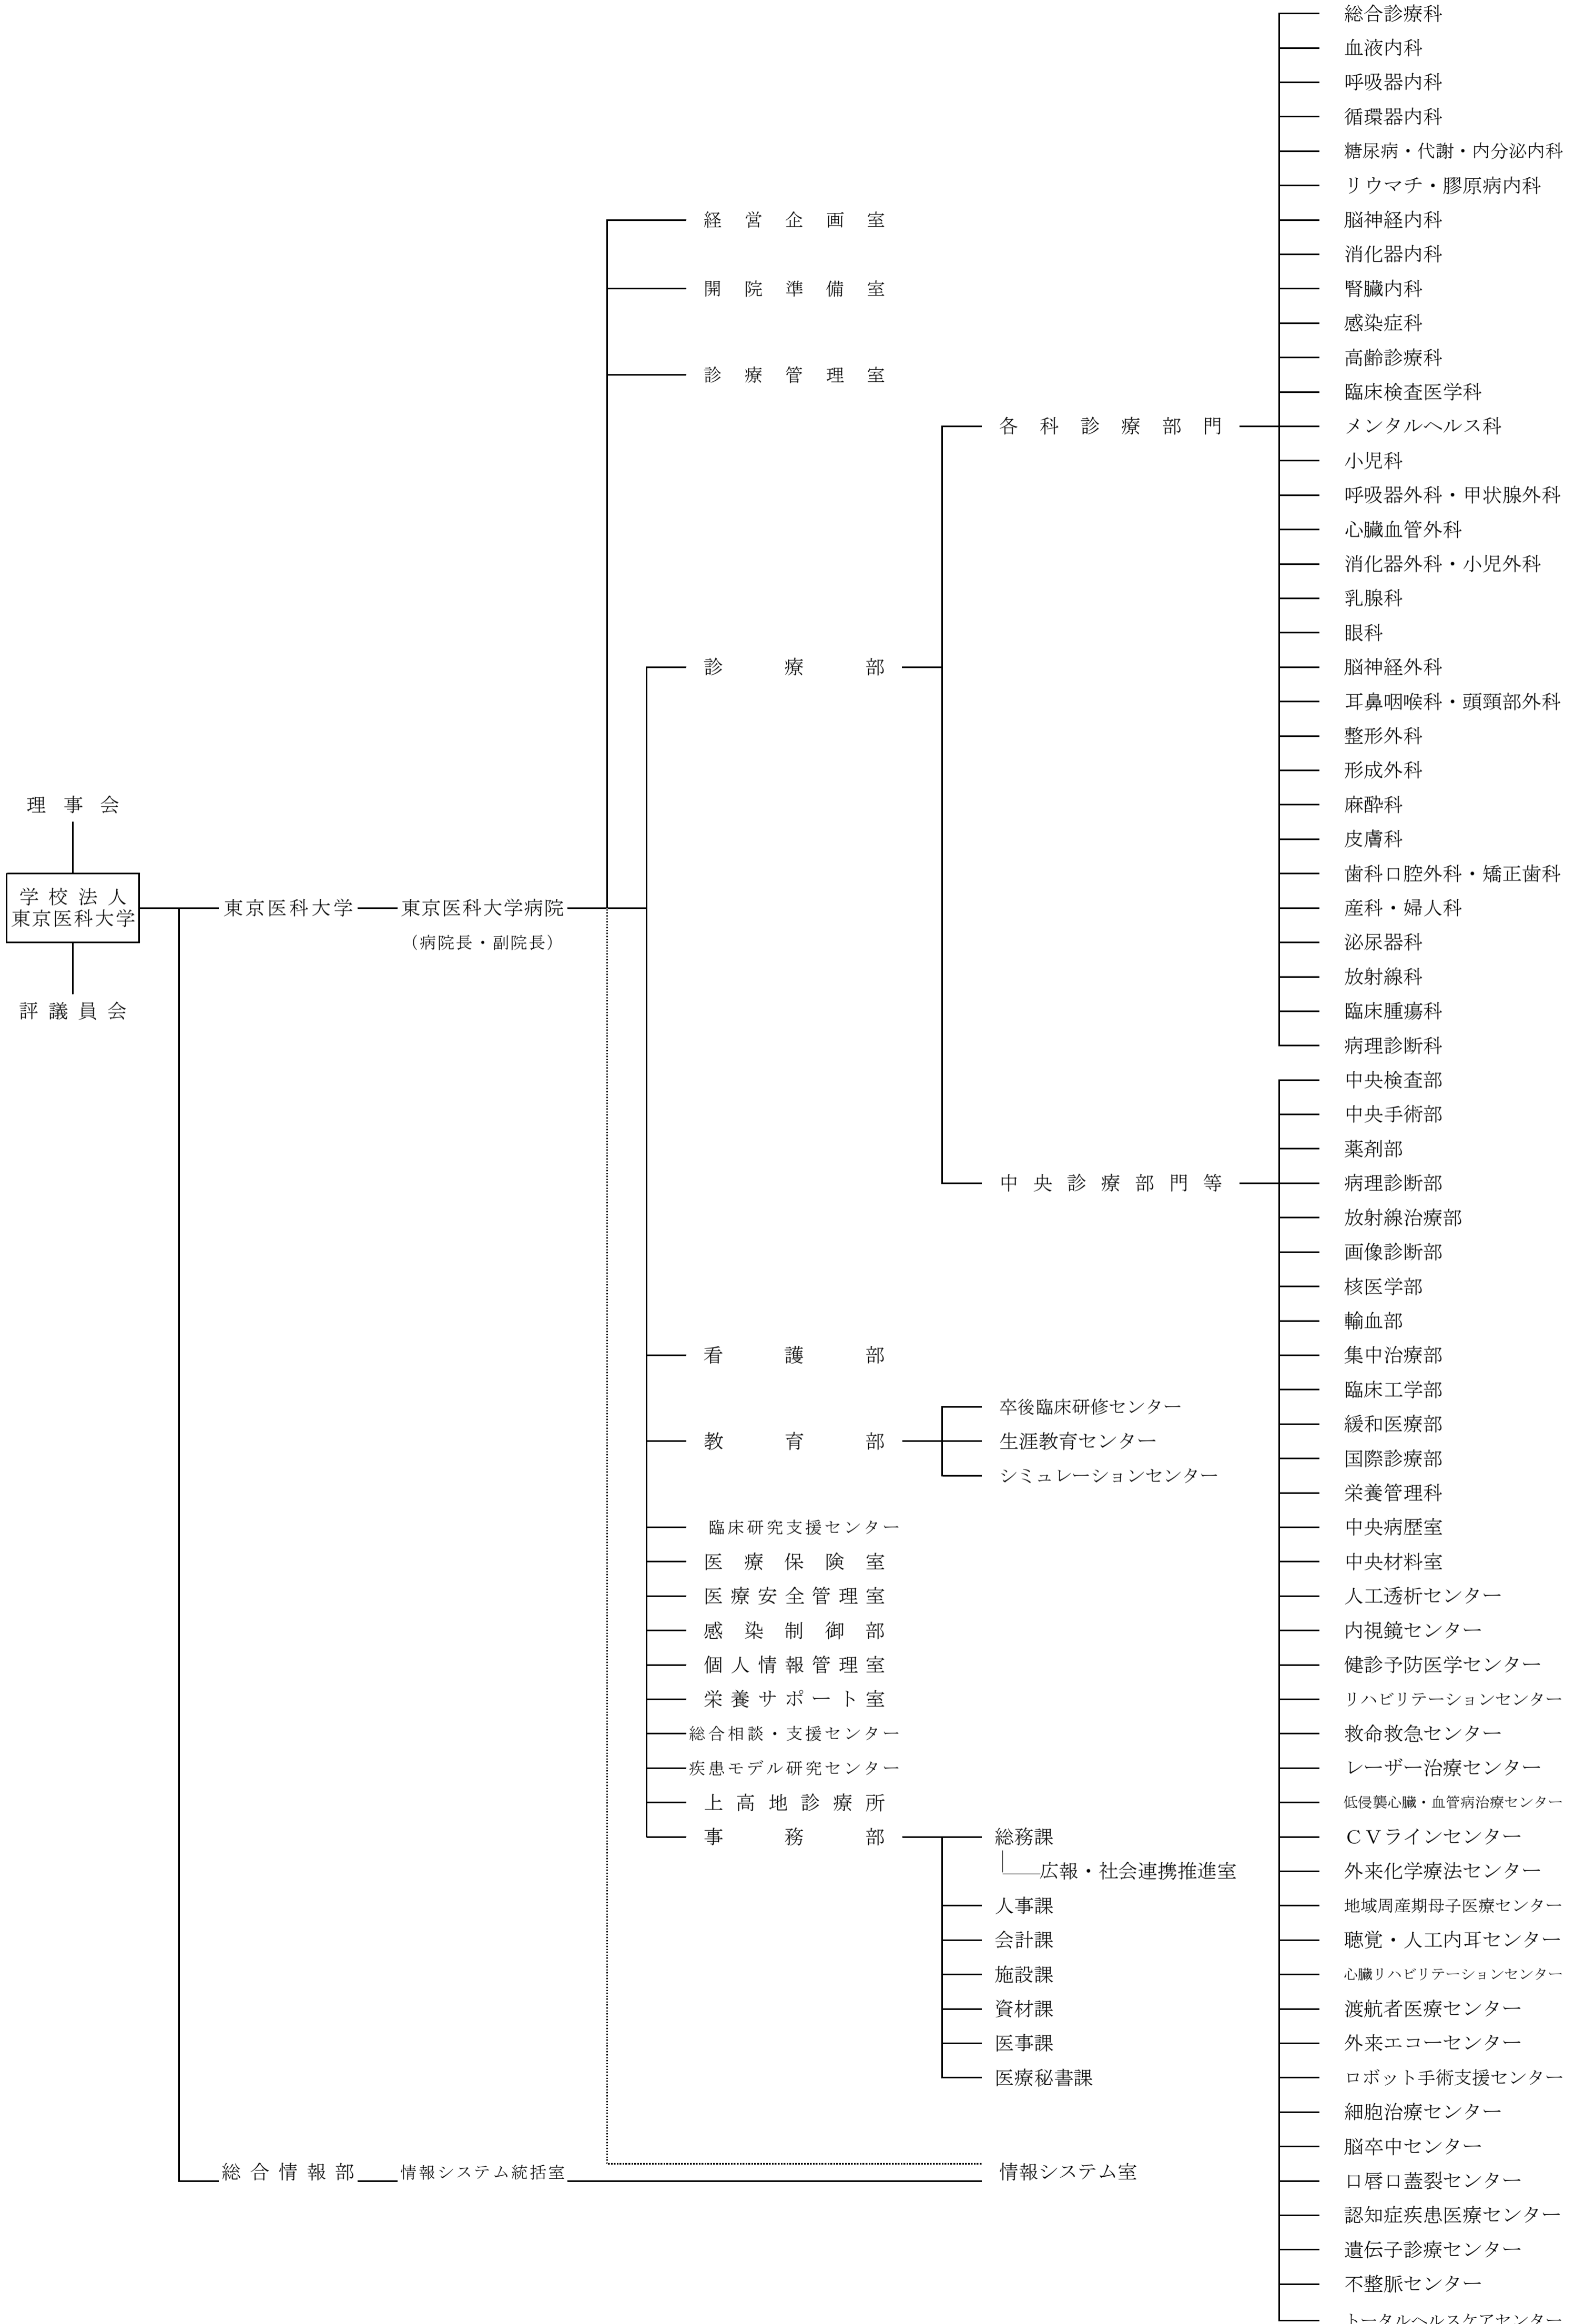 理事会
学校法人
東京医科大学
評議員会
東京医科大学
東京医科大学病院
（病院長・副院長）
総合情報部
情報システム統括室
情報システム室
経営企画室
開院準備室
診療管理室
診療部
各科診療部門
総合診療科
血液内科
呼吸器内科
循環器内科
糖尿病・代謝・内分泌内科
リウマチ・膠原病内科
脳神経内科
消化器内科
腎臓内科
感染症科
高齢診療科
臨床検査医学科
メンタルヘルス科
小児科
呼吸器外科・甲状腺外科
心臓血管外科
消化器外科・小児外科
乳腺科
眼科
脳神経外科
耳鼻咽喉科・頭頸部外科
整形外科
形成外科
麻酔科
皮膚科
歯科口腔外科・矯正歯科
産科・婦人科
泌尿器科
放射線科
臨床腫瘍科
病理診断科
中央診療部門等
中央検査部
中央手術部
薬剤部
病理診断部
放射線治療部
画像診断部
核医学部
輸血部
集中治療部
臨床工学部
緩和医療部
国際診療部
栄養管理科
中央病歴室
中央材料室
人工透析センター
内視鏡センター
健診予防医学センター
リハビリテーションセンター
救命救急センター
レーザー治療センター
低侵襲心臓・血管病治療センター
ＣＶラインセンター
外来化学療法センター
地域周産期母子医療センター
聴覚・人工内耳センター
心臓リハビリテーションセンター
渡航者医療センター
外来エコーセンター
ロボット手術支援センター
細胞治療センター
脳卒中センター
口唇口蓋裂センター
認知症疾患医療センター
遺伝子診療センター
不整脈センター
トータルヘルスケアセンター
看護部
教育部
卒後臨床研修センター
生涯教育センター
シミュレーションセンター
臨床研究支援センター
医療保険室
医療安全管理室
感染制御部
個人情報管理室
栄養サポート室
総合相談・支援センター
疾患モデル研究センター
上高地診療所
事務部
総務課
広報・社会連携推進室
人事課
会計課
施設課
資材課
医事課
医療秘書課